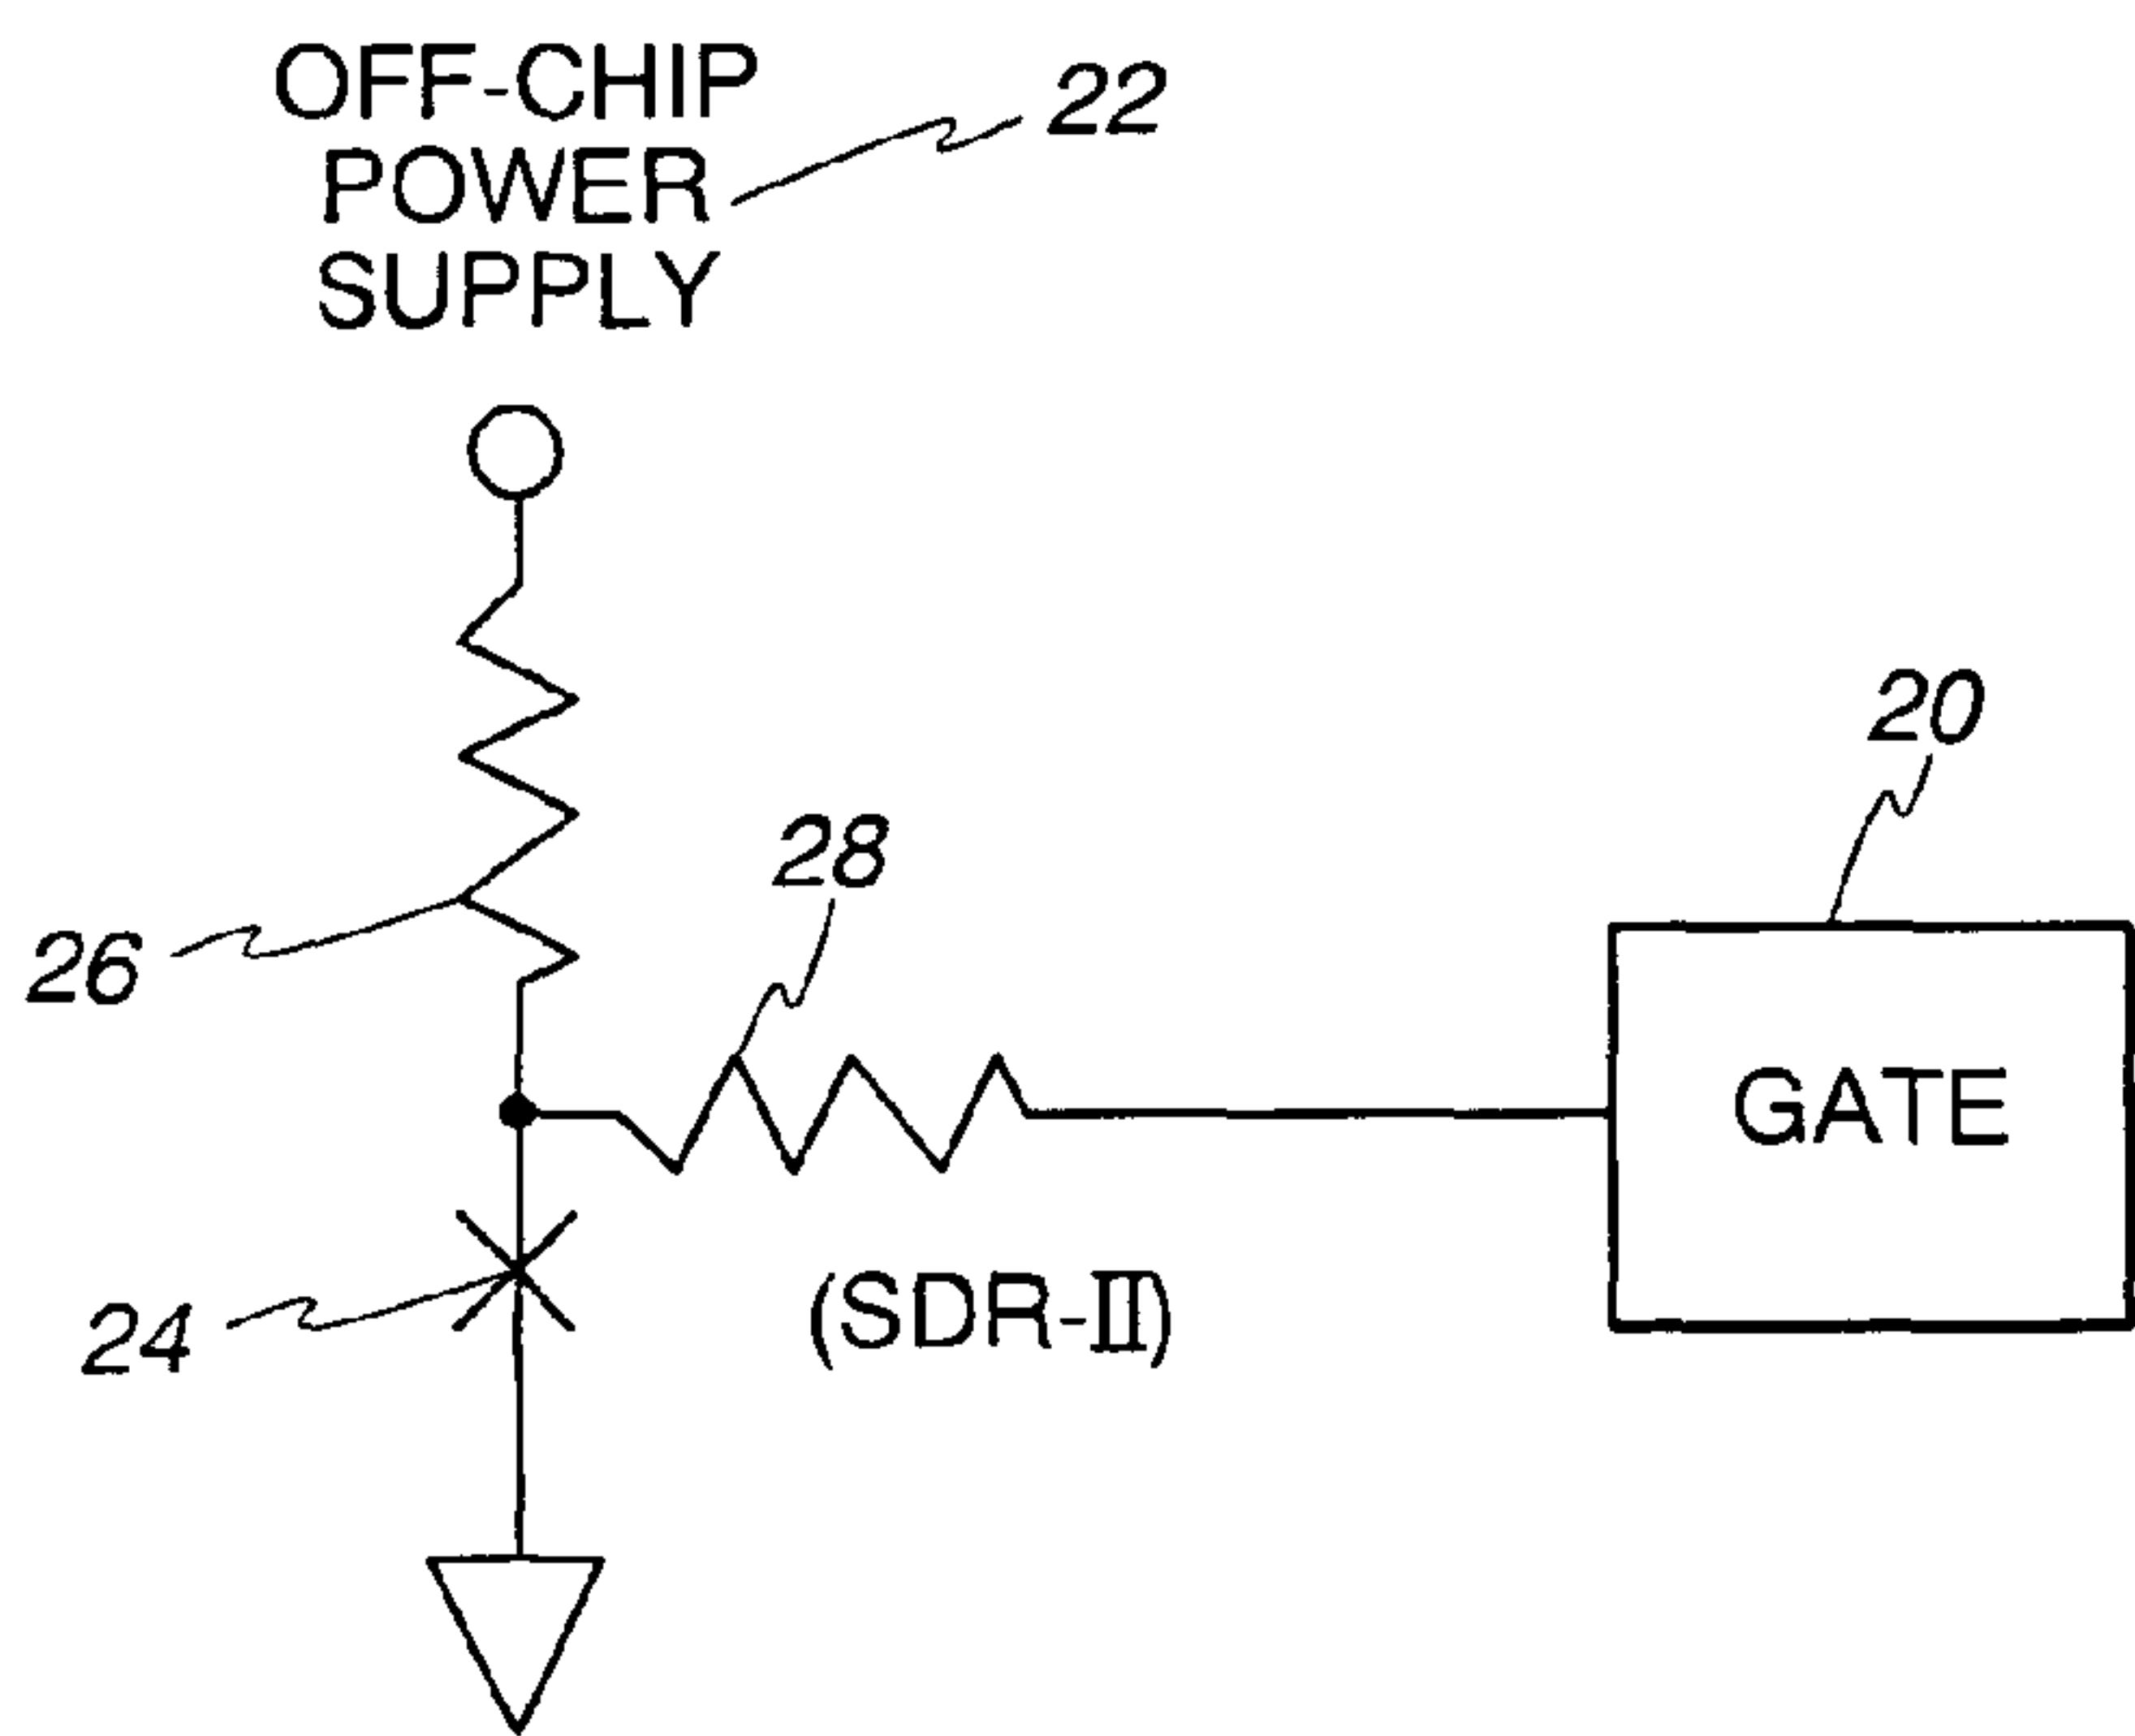 OFF-CHIP
POWER
SUPPLY
22
20
28
26
GATE
24
(SDR-II)